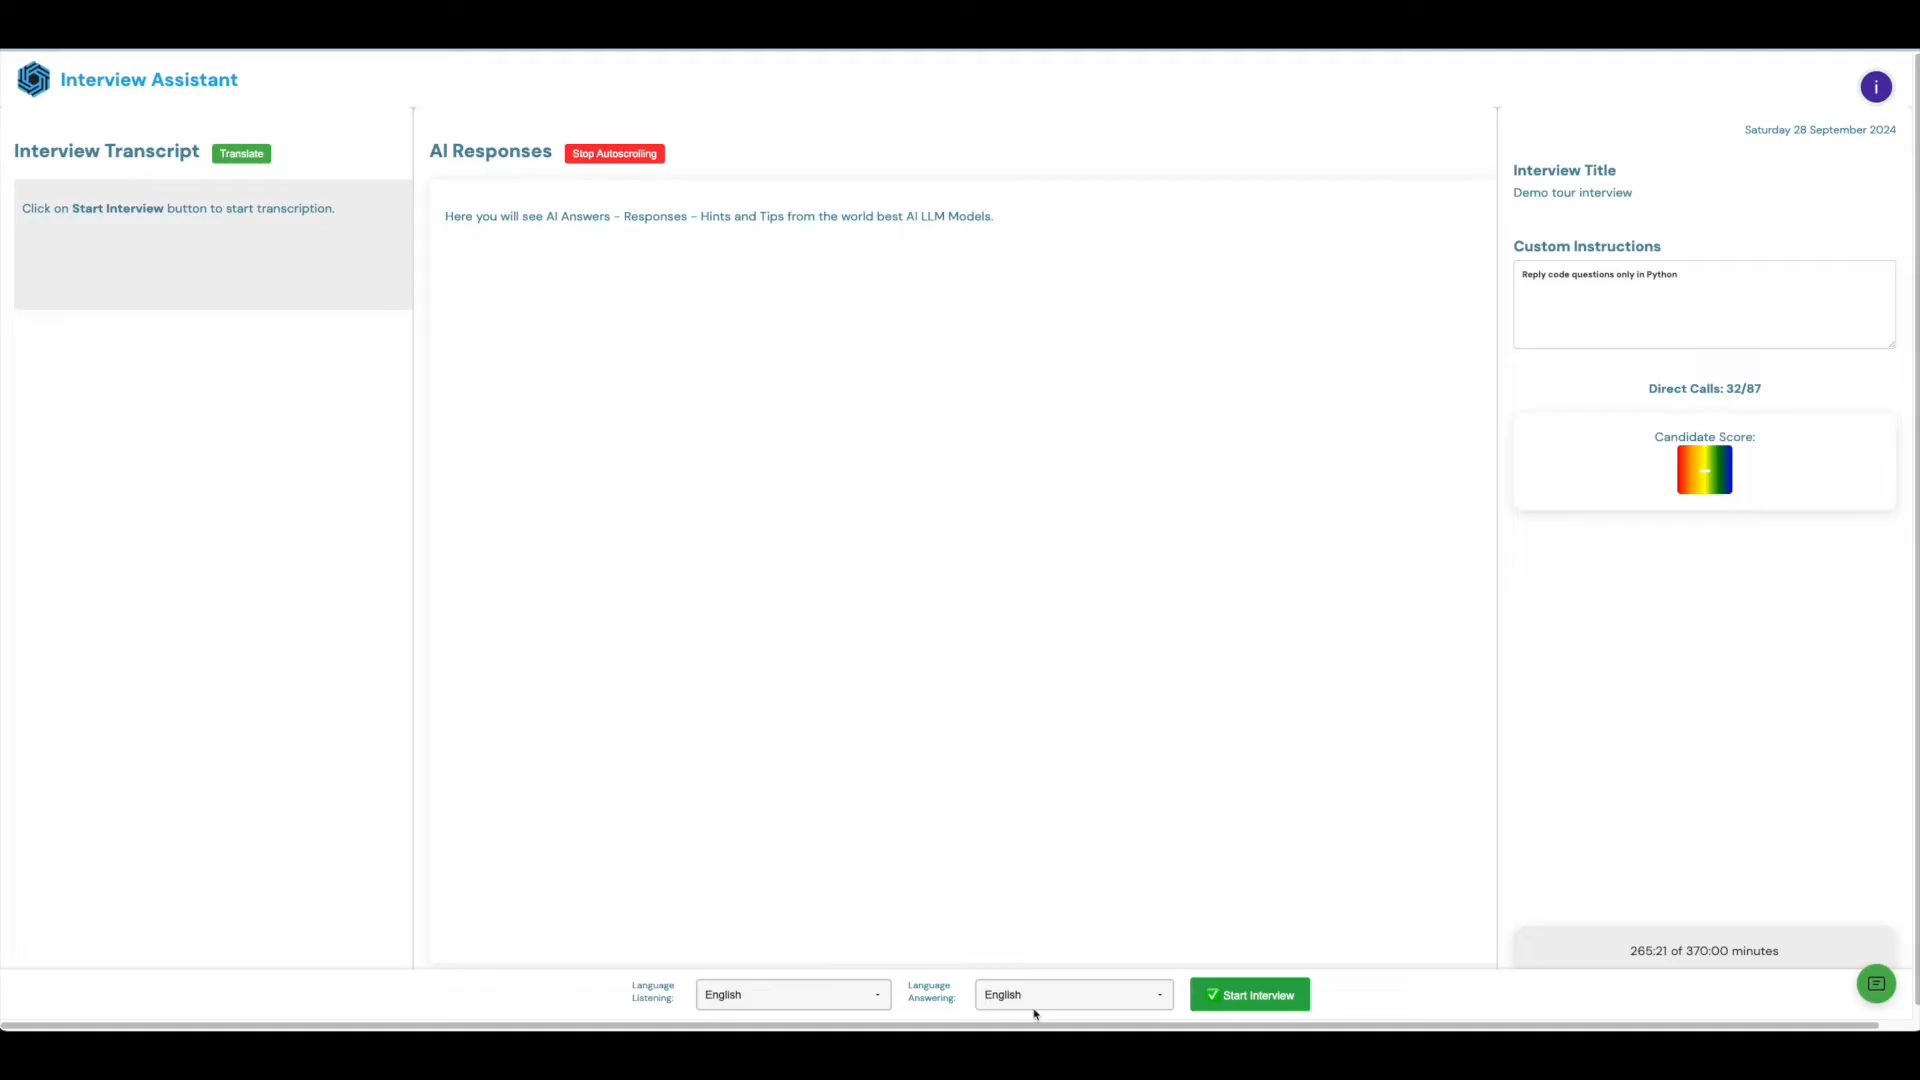 Interview Assistant
i
Saturday 28 September 2024
Interview Transcript
Translate
Click on Start Interview button to start transcription.
AI Responses
Stop Autoscrolling
Here you will see AI Answers - Responses - Hints and Tips from the world best AI LLM Models.
Interview Title
Demo tour interview
Custom Instructions
Reply code questions only in Python
Direct Calls: 32/87
Candidate Score:
-
265:21 of 370:00 minutes
Language
Listening:
English
Language
Answering:
English
Start Interview